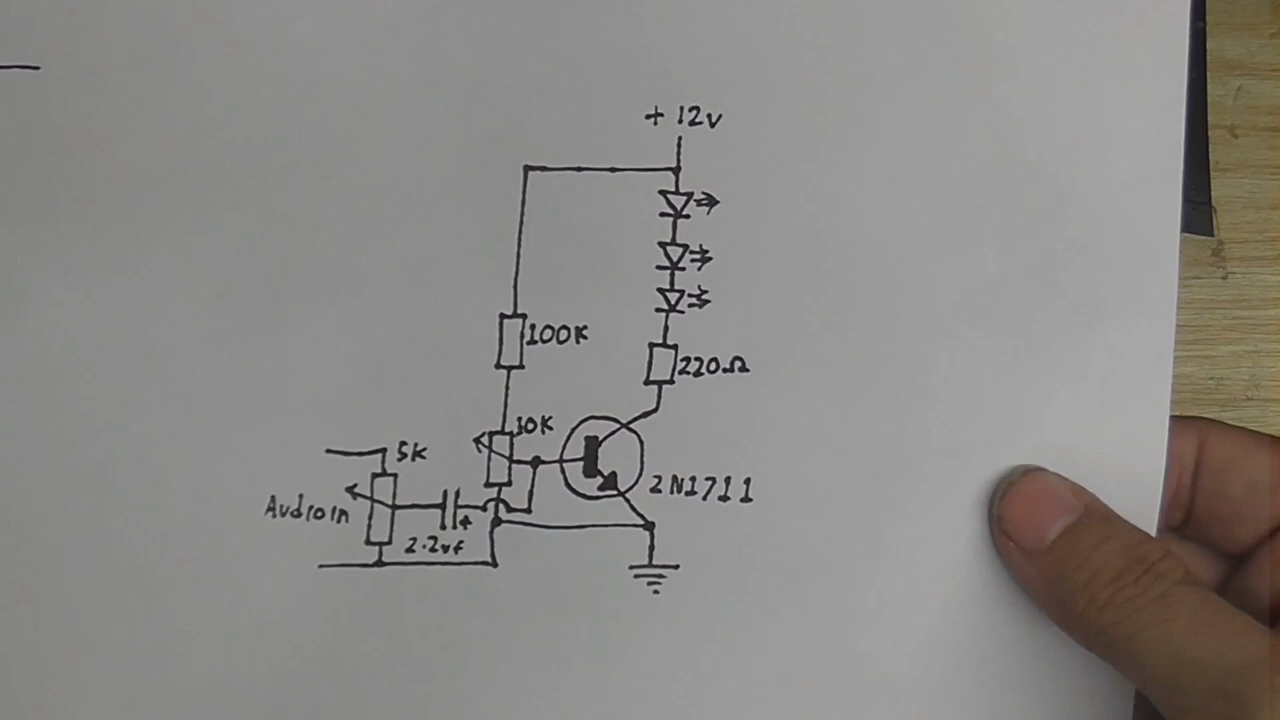 +12v
100K
220Ω
10K
5K
2N1711
Audio in
2.2uf
+